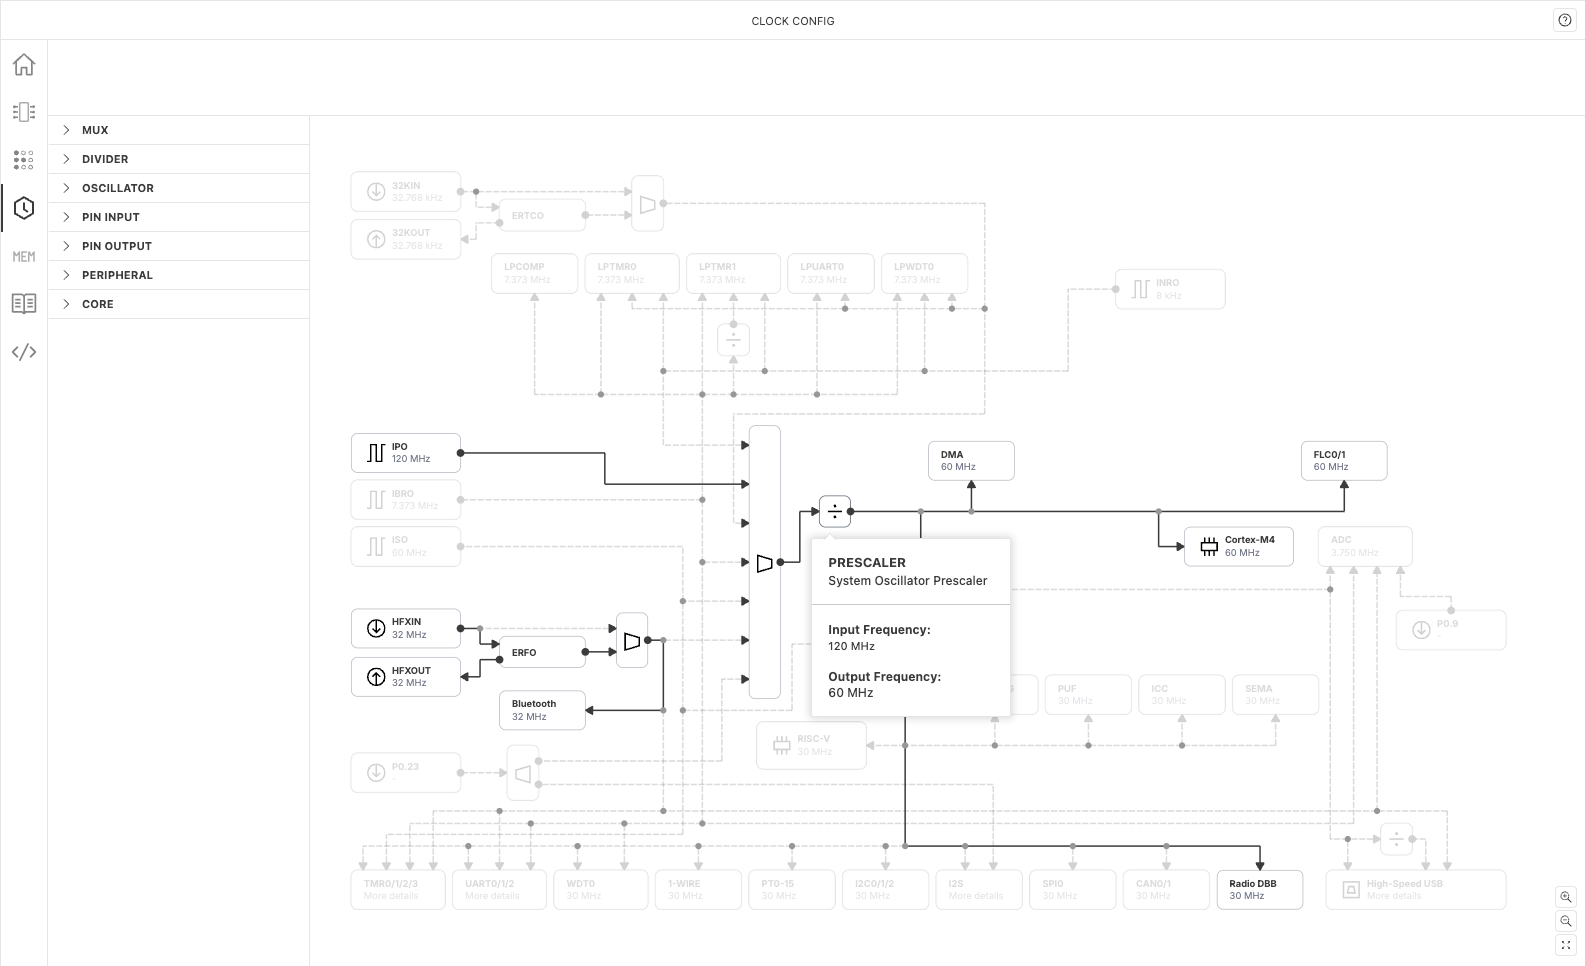 CLOCK CONFIG
MEM
MUX
DIVIDER
OSCILLATOR
PIN INPUT
PIN OUTPUT
PERIPHERAL
CORE
32KIN
32.768 kHz
ERTCO
32KOUT
32.768 kHz
LPCOMP
7.373 MHz
LPTMR0
7.373 MHz
LPTMR1
7.373 MHz
LPUART0
7.373 MHz
LPWDT0
7.373 MHz
INRO
8 kHz
IPO
120 MHz
IBRO
7.373 MHz
ISO
60 MHz
DMA
60 MHz
FLC0/1
60 MHz
Cortex-M4
60 MHz
ADC
3.750 MHz
P0.9
-
PRESCALER
System Oscillator Prescaler
Input Frequency:
120 MHz
Output Frequency:
60 MHz
HFXIN
32 MHz
ERFO
HFXOUT
32 MHz
Bluetooth
32 MHz
PUF
30 MHz
ICC
30 MHz
SEMA
30 MHz
RISC-V
30 MHz
P0.23
-
TMR0/1/2/3
More details
UART0/1/2
More details
WDT0
30 MHz
1-WIRE
30 MHz
PT0-15
30 MHz
I2C0/1/2
30 MHz
I2S
More details
SPI0
30 MHz
CAN0/1
30 MHz
Radio DBB
30 MHz
High-Speed USB
More details